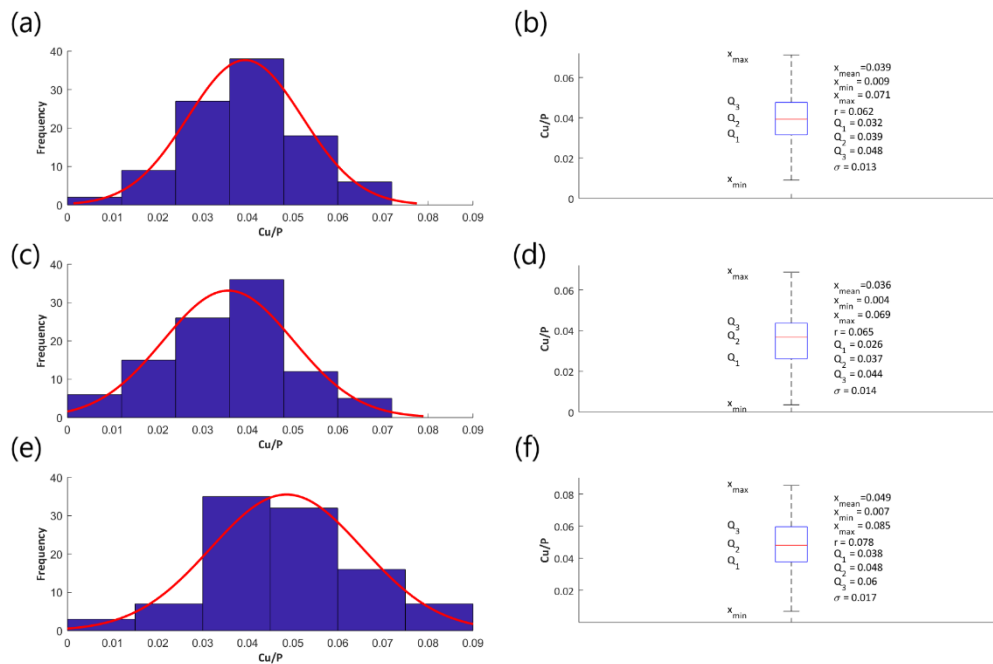 (a)
40
30
20
10
0
Frequency
0 0.01 0.02 0.03 0.04 0.05 0.06 0.07 0.08 0.09
Cu/P
(b)
0.06
0.04
0.02
0
Cu/P
xmax
Q3
Q2
Q1
xmin
xmean=0.039
xmin = 0.009
xmax = 0.071
r = 0.062
Q1 = 0.032
Q2 = 0.039
Q3 = 0.048
σ = 0.013
(c)
40
30
20
10
0
Frequency
0 0.01 0.02 0.03 0.04 0.05 0.06 0.07 0.08 0.09
Cu/P
(d)
0.06
0.04
0.02
0
Cu/P
xmax
Q3
Q2
Q1
xmin
xmean=0.036
xmin = 0.004
xmax = 0.069
r = 0.065
Q1 = 0.026
Q2 = 0.037
Q3 = 0.044
σ = 0.014
(e)
40
30
20
10
0
Frequency
0 0.01 0.02 0.03 0.04 0.05 0.06 0.07 0.08 0.09
Cu/P
(f)
0.08
0.06
0.04
0.02
Cu/P
xmax
Q3
Q2
Q1
xmin
xmean=0.049
xmin = 0.007
xmax = 0.085
r = 0.078
Q1 = 0.038
Q2 = 0.048
Q3 = 0.06
σ = 0.017